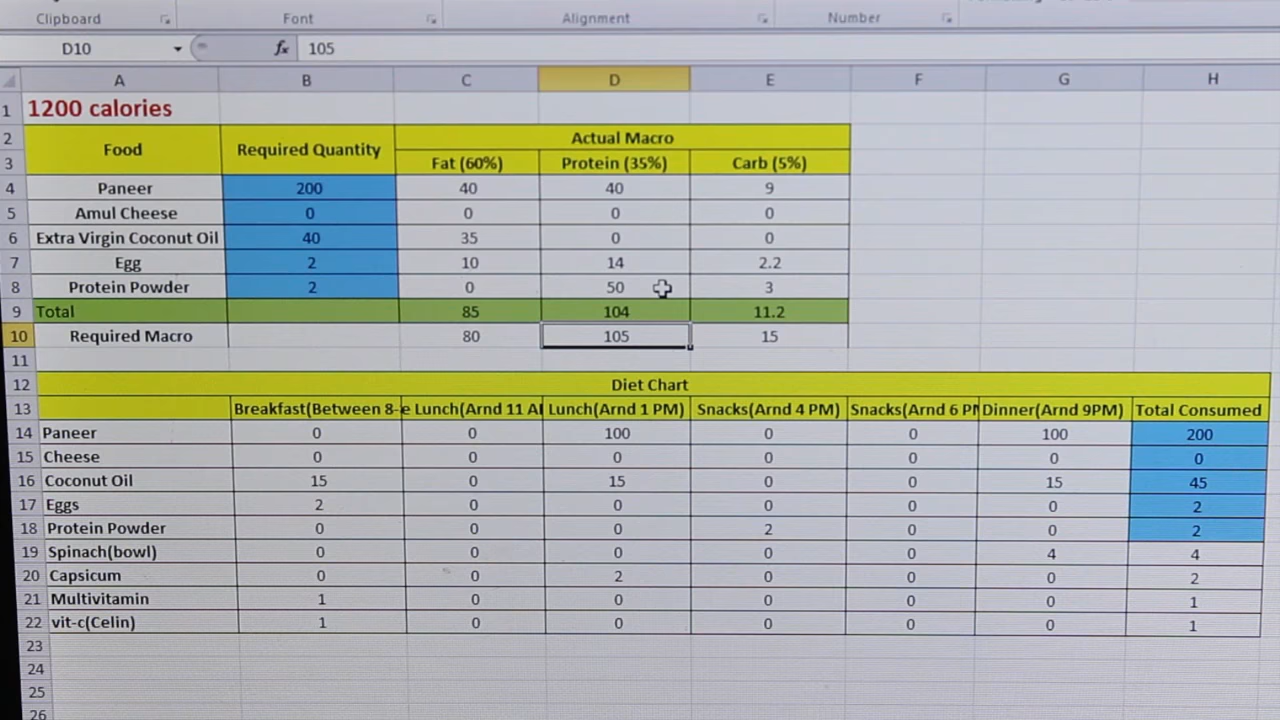 Clipboard Font Alignment Number
D10 fx 105
A B C D E F G H
1 1200 calories
2 Food Required Quantity Actual Macro
3 Fat (60%) Protein (35%) Carb (5%)
4 Paneer 200 40 40 9
5 Amul Cheese 0 0 0 0
6 Extra Virgin Coconut Oil 40 35 0 0
7 Egg 2 10 14 2.2
8 Protein Powder 2 0 50 3
9 Total 85 104 11.2
10 Required Macro 80 105 15
11
12 Diet Chart
13 Breakfast(Between 8- e Lunch(Arnd 11 Al Lunch(Arnd 1 PM) Snacks(Arnd 4 PM) Snacks(Arnd 6 PM Dinner(Arnd 9PM) Total Consumed
14 Paneer 0 0 100 0 0 100 200
15 Cheese 0 0 0 0 0 0 0
16 Coconut Oil 15 0 15 0 0 15 45
17 Eggs 2 0 0 0 0 0 2
18 Protein Powder 0 0 0 2 0 0 2
19 Spinach(bowl) 0 0 0 0 0 4 4
20 Capsicum 0 0 2 0 0 0 2
21 Multivitamin 1 0 0 0 0 0 1
22 vit-c(Celin) 1 0 0 0 0 0 1
23
24
25
26